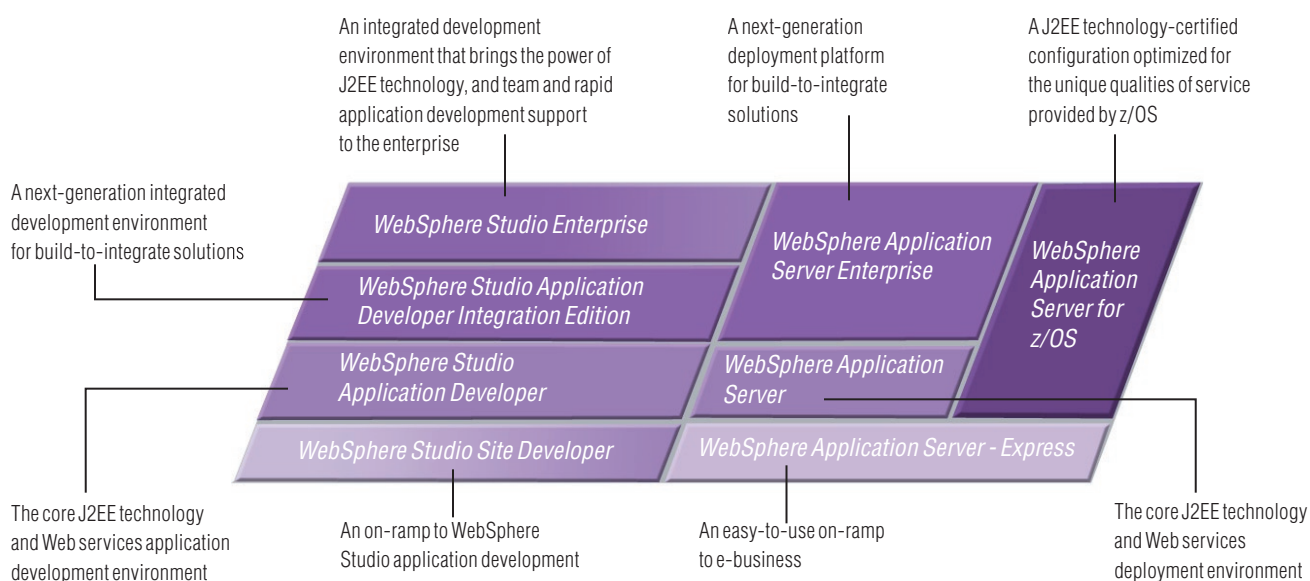 An integrated development
environment that brings the power of
J2EE technology, and team and rapid
application development support
to the enterprise
A next-generation
deployment platform
for build-to-integrate
solutions
A J2EE technology-certified
configuration optimized for
the unique qualities of service
provided by z/OS
A next-generation integrated
development environment
for build-to-integrate solutions
WebSphere Studio Enterprise
WebSphere Studio Application
Developer Integration Edition
WebSphere Studio
Application Developer
WebSphere Studio Site Developer
WebSphere Application
Server Enterprise
WebSphere Application
Server
WebSphere Application Server - Express
WebSphere
Application
Server for
z/OS
The core J2EE technology
and Web services application
development environment
An on-ramp to WebSphere
Studio application development
An easy-to-use on-ramp
to e-business
The core J2EE technology
and Web services
deployment environment